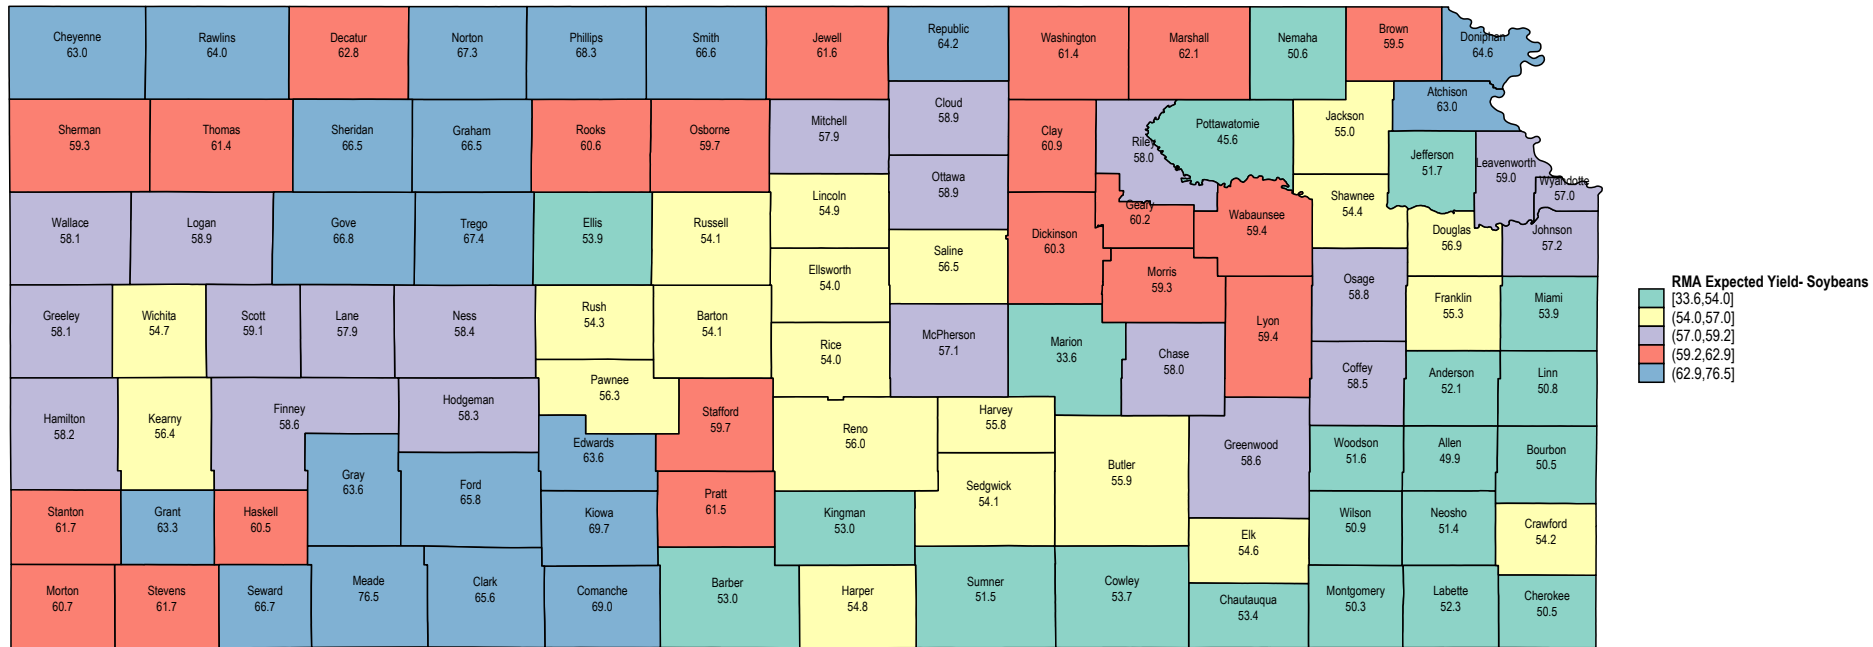 Cheyenne
63.0
Rawlins
64.0
Decatur
62.8
Norton
67.3
Phillips
68.3
Smith
66.6
Jewell
61.6
Republic
64.2
Washington
61.4
Marshall
62.1
Nemaha
50.6
Brown
59.5
Doniphan
64.6
Sherman
59.3
Thomas
61.4
Sheridan
66.5
Graham
66.5
Rooks
60.6
Osborne
59.7
Mitchell
57.9
Cloud
58.9
Clay
60.9
Riley
58.0
Pottawatomie
45.6
Jackson
55.0
Atchison
63.0
Jefferson
51.7
Leavenworth
59.0
Wyandotte
57.0
Wallace
58.1
Logan
58.9
Gove
66.8
Trego
67.4
Ellis
53.9
Russell
54.1
Lincoln
54.9
Ottawa
58.9
Saline
56.5
Dickinson
60.3
Geary
60.2
Wabaunsee
59.4
Shawnee
54.4
Douglas
56.9
Johnson
57.2
Ellsworth
54.0
Morris
59.3
Osage
58.8
Franklin
55.3
Miami
53.9
Greeley
58.1
Wichita
54.7
Scott
59.1
Lane
57.9
Ness
58.4
Rush
54.3
Barton
54.1
Rice
54.0
McPherson
57.1
Marion
33.6
Chase
58.0
Lyon
59.4
Coffey
58.5
Anderson
52.1
Linn
50.8
Hamilton
58.2
Kearny
56.4
Finney
58.6
Hodgeman
58.3
Pawnee
56.3
Stafford
59.7
Reno
56.0
Harvey
55.8
Butler
55.9
Greenwood
58.6
Woodson
51.6
Allen
49.9
Bourbon
50.5
Gray
63.6
Ford
65.8
Edwards
63.6
Sedgwick
54.1
Stanton
61.7
Grant
63.3
Haskell
60.5
Kiowa
69.7
Pratt
61.5
Kingman
53.0
Elk
54.6
Wilson
50.9
Neosho
51.4
Crawford
54.2
Morton
60.7
Stevens
61.7
Seward
66.7
Meade
76.5
Clark
65.6
Comanche
69.0
Barber
53.0
Harper
54.8
Sumner
51.5
Cowley
53.7
Chautauqua
53.4
Montgomery
50.3
Labette
52.3
Cherokee
50.5
RMA Expected Yield- Soybeans
[33.6,54.0]
(54.0,57.0]
(57.0,59.2]
(59.2,62.9]
(62.9,76.5]